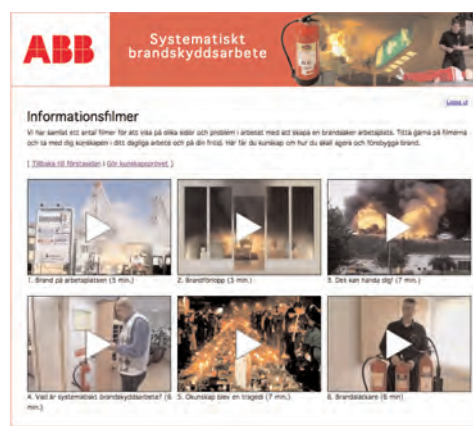 ABB
Systematiskt
brandskyddsarbete
Logga ut
Informationsfilmer
Vi har samlat ett antal filmer för att visa på olika sidor och problem i arbetet med att skapa en brandsäker arbetsplats. Titta gärna på filmerna
och ta med dig kunskapen i ditt dagliga arbete och på din fritid. Här får du kunskap om hur du skall agera och förebygga brand.
[ Tillbaka till förstasidan | Gör kunskapsprovet ]
1. Brand på arbetsplatsen (5 min.)
2. Brandförlopp (3 min.)
3. Det kan hända dig! (7 min.)
4. Vad är systematiskt brandskyddsarbete? (6
min.)
5. Okunskap blev en tragedi (7 min.)
6. Brandsläckare (6 min)